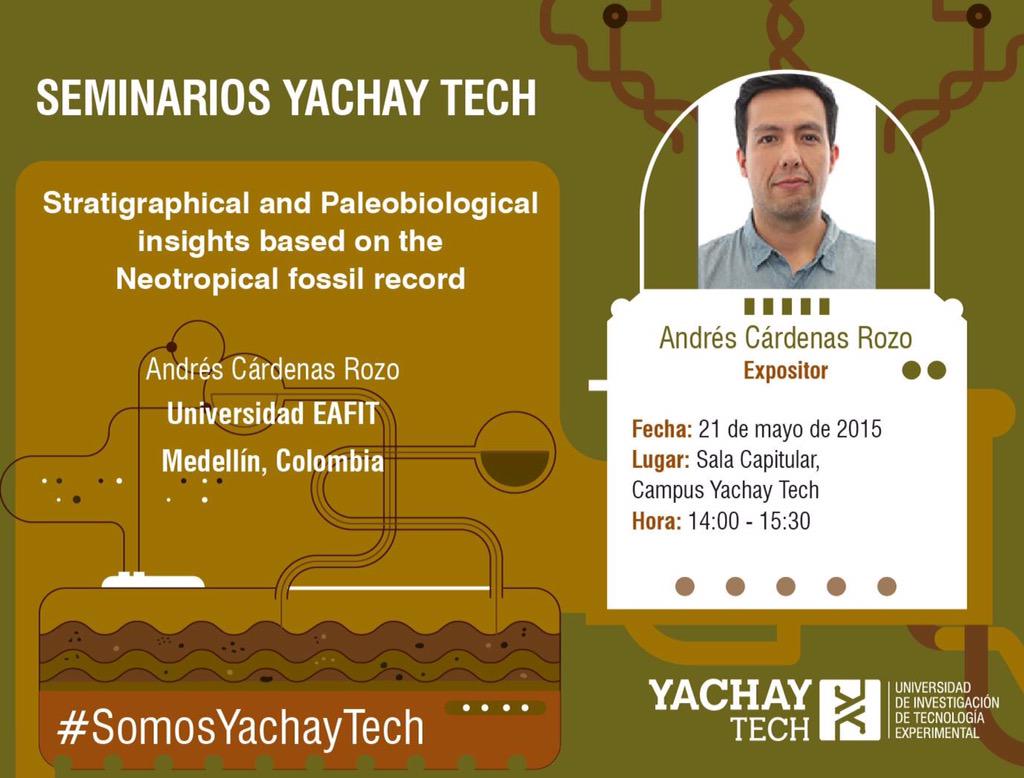 SEMINARIOS YACHAY TECH
Stratigraphical and Paleobiological
insights based on the
Neotropical fossil record
Andrés Cárdenas Rozo
Universidad EAFIT
Medellín, Colombia
#SomosYachayTech
Andrés Cárdenas Rozo
Expositor
Fecha: 21 de mayo de 2015
Lugar: Sala Capitular,
Campus Yachay Tech
Hora: 14:00 - 15:30
YACHAY
TECH
UNIVERSIDAD
DE INVESTIGACIÓN
DE TECNOLOGÍA
EXPERIMENTAL